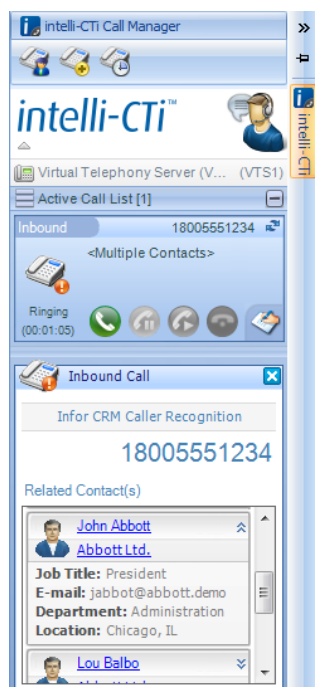 intelli-CTi Call Manager
intelli-CTi™
Virtual Telephony Server (V... (VTS1)
Active Call List [1]
Inbound 18005551234
<Multiple Contacts>
Ringing
(00:01:05)
Inbound Call
Infor CRM Caller Recognition
18005551234
Related Contact(s)
John Abbott
Abbott Ltd.
Job Title: President
E-mail: jabbot@abbott.demo
Department: Administration
Location: Chicago, IL
Lou Balbo
intelli-CTi